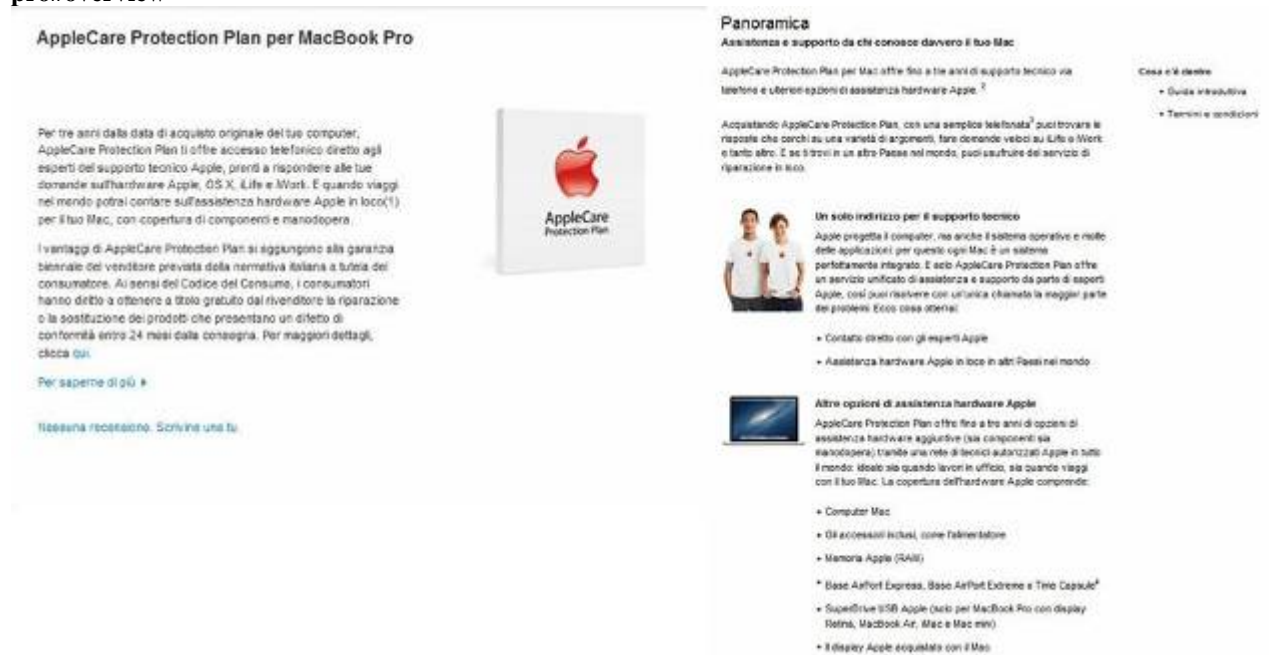 AppleCare Protection Plan per MacBook Pro
Per tre anni dalla data di acquisto originale del tuo computer,
AppleCare Protection Plan ti offre accesso telefonico diretto agli
esperti del supporto tecnico Apple, pronti a rispondere alle tue
domande sull'hardware Apple, OS X, iLife e iWork. E quando viaggi
nel mondo potrai contare sull'assistenza hardware Apple in loco(1)
per il tuo Mac, con copertura di componenti e manodopera.
I vantaggi di AppleCare Protection Plan si aggiungono alla garanzia
biennale del venditore prevista dalla normativa italiana a tutela del
consumatore. Ai sensi del Codice del Consumo, i consumatori
hanno diritto a ottenere a titolo gratuito dal rivenditore la riparazione
o la sostituzione dei prodotti che presentano un difetto di
conformità entro 24 mesi dalla consegna. Per maggiori dettagli,
clicca qui.
Per saperne di più
Nessuna recensione. Scrivine una tu.
AppleCare
Protection Plan
Panoramica
Assistenza e supporto da chi conosce davvero il tuo Mac
AppleCare Protection Plan per Mac offre fino a tre anni di supporto tecnico via
telefono e ulteriori opzioni di assistenza hardware Apple. 2
Acquistando AppleCare Protection Plan, con una semplice telefonata3 puoi trovare le
risposte che cerchi su una varietà di argomenti, fare domande veloci su iLife e iWork
e tanto altro. E se ti trovi in un altro Paese nel mondo, puoi usufruire del servizio di
riparazione in loco.
Un solo indirizzo per il supporto tecnico
Apple progetta il computer, ma anche il sistema operativo e molte
delle applicazioni: per questo ogni Mac è un sistema
perfettamente integrato. E solo AppleCare Protection Plan offre
un servizio unificato di assistenza e supporto da parte di esperti
Apple, così puoi risolvere con un'unica chiamata la maggior parte
dei problemi. Ecco cosa otterrai:
• Contatto diretto con gli esperti Apple
• Assistenza hardware Apple in loco in altri Paesi nel mondo
Altre opzioni di assistenza hardware Apple
AppleCare Protection Plan offre fino a tre anni di opzioni di
assistenza hardware aggiuntive (sia componenti sia
manodopera) tramite una rete di tecnici autorizzati Apple in tutto
il mondo: ideale sia quando lavori in ufficio, sia quando viaggi
con il tuo Mac. La copertura dell'hardware Apple comprende:
• Computer Mac
• Gli accessori inclusi, come l'alimentatore
• Memoria Apple (RAM)
• Base AirPort Express, Base AirPort Extreme e Time Capsule4
• SuperDrive USB Apple (solo per MacBook Pro con display
Retina, MacBook Air, iMac e Mac mini)
• Il display Apple acquistato con il Mac
Cosa c'è dentro
• Guida introduttiva
• Termini e condizioni